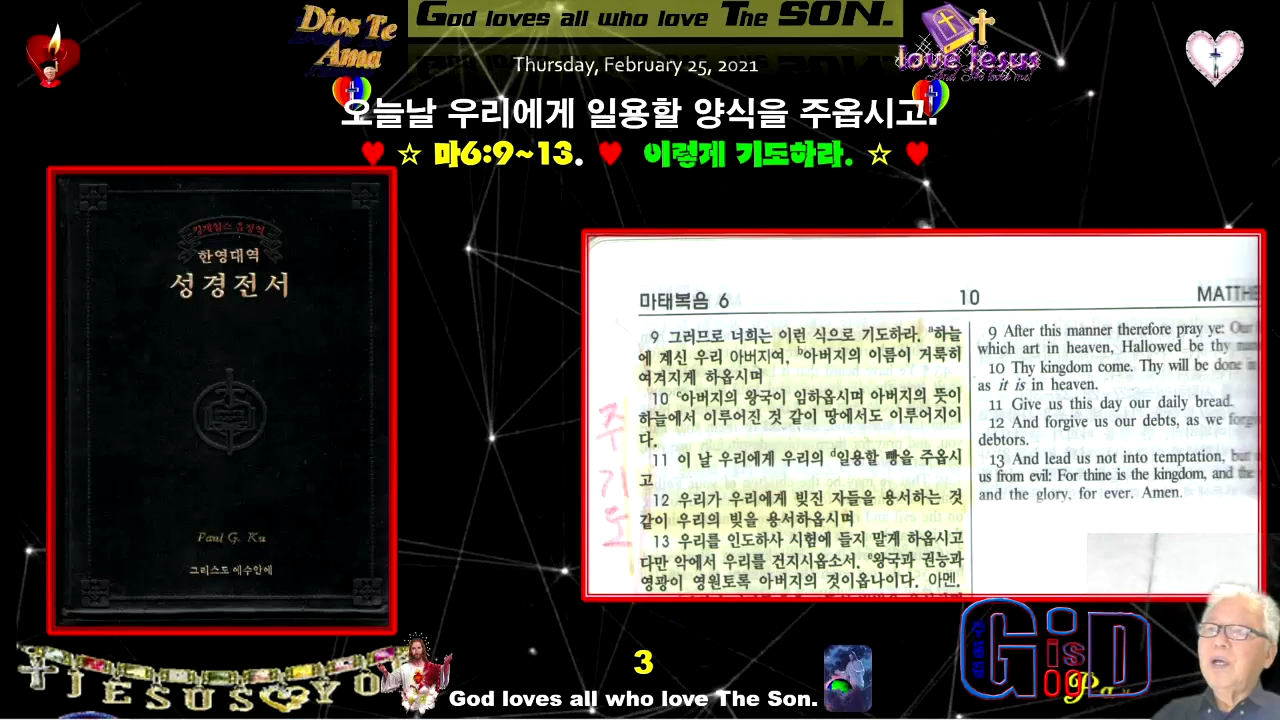 Dios Te
Ama
God loves all who love The SON.
love Jesus
And He loves me!
Thursday, February 25, 2021
오늘날 우리에게 일용할 양식을 주옵시고.
♥ ☆ 마6:9~13. ♥ 이렇게 기도하라. ☆ ♥
킹제임스 흠정역
한영대역
성경전서
Paul G. Ku
그리스도 예수안에
마태복음 6
10
MATTHE
9 그러므로 너희는 이런 식으로 기도하라. ᵃ하늘
에 계신 우리 아버지여, ᵇ아버지의 이름이 거룩히
여겨지게 하옵시며
10 ᶜ아버지의 왕국이 임하옵시며 아버지의 뜻이
하늘에서 이루어진 것 같이 땅에서도 이루어지이
다.
11 이 날 우리에게 우리의 ᵈ일용할 빵을 주옵시
고
12 우리가 우리에게 빚진 자들을 용서하는 것
같이 우리의 빚을 용서하옵시며
13 우리를 인도하사 시험에 들지 말게 하옵시고
다만 악에서 우리를 건지시옵소서. ᵉ왕국과 권능과
영광이 영원토록 아버지의 것이옵나이다. 아멘.
주기도
9 After this manner therefore pray ye: Our
which art in heaven, Hallowed be thy name
10 Thy kingdom come. Thy will be done in
as it is in heaven.
11 Give us this day our daily bread.
12 And forgive us our debts, as we forgive
debtors.
13 And lead us not into temptation, but
us from evil: For thine is the kingdom, and the
and the glory, for ever. Amen.
JESUS
3
God loves all who love The Son.
God
is